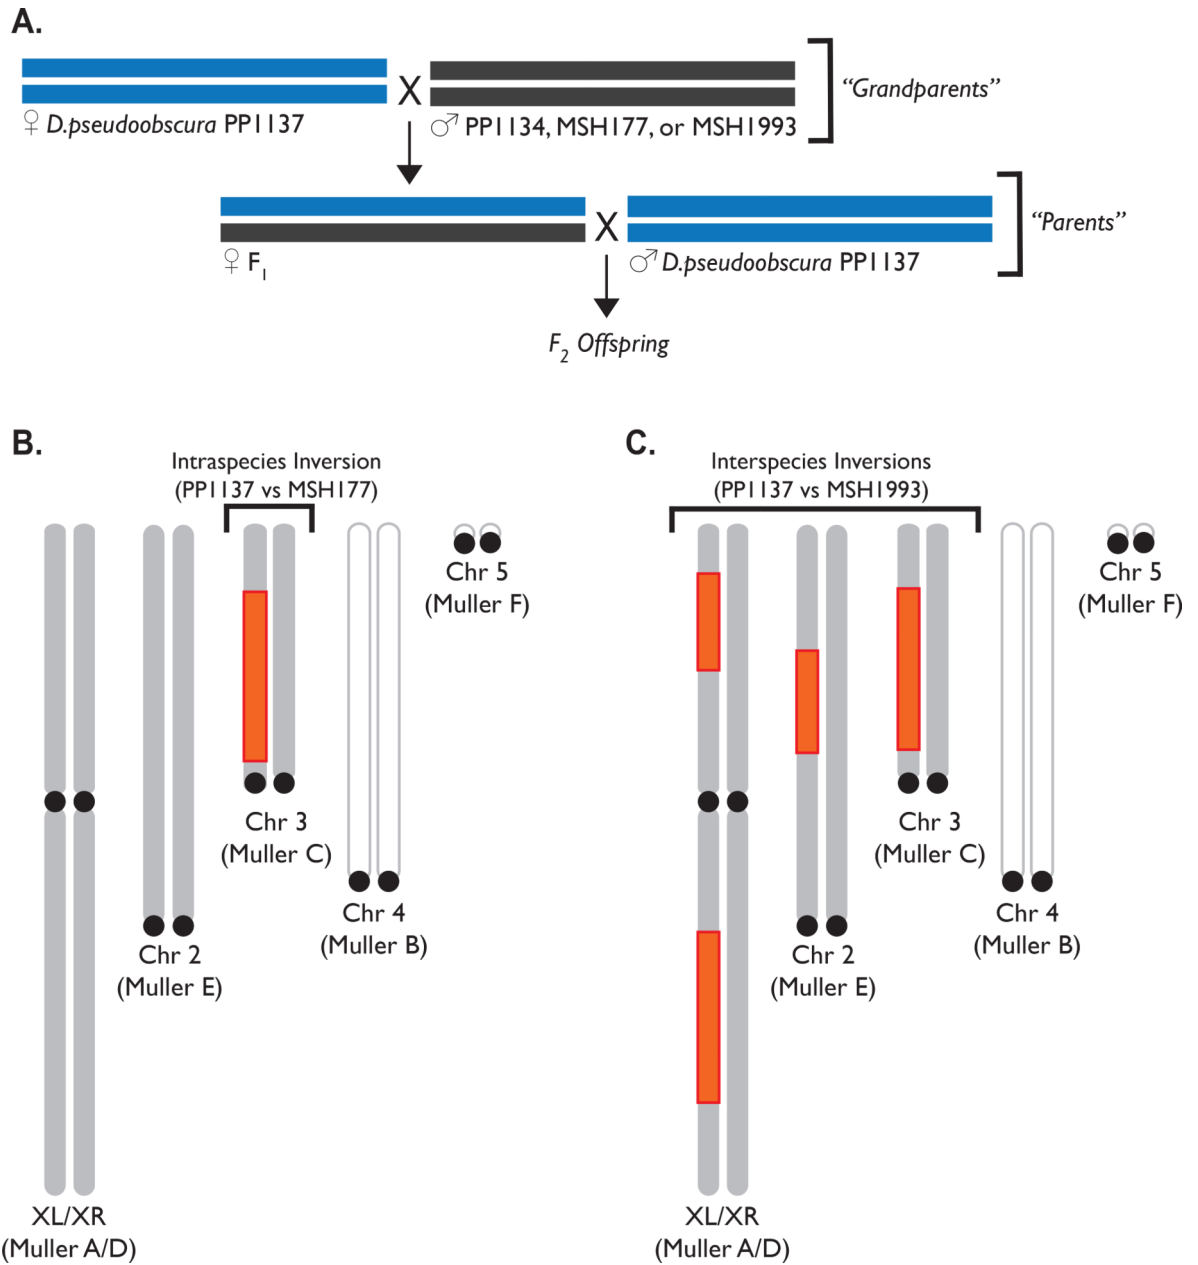 A.
X
“Grandparents”
♀ D.pseudoobscura PP1137
♂ PP1134, MSH177, or MSH1993
X
“Parents”
♀ F1
♂ D.pseudoobscura PP1137
F2 Offspring
B.
Intraspecies Inversion
(PP1137 vs MSH177)
Chr 5
(Muller F)
Chr 3
(Muller C)
Chr 4
(Muller B)
Chr 2
(Muller E)
XL/XR
(Muller A/D)
C.
Interspecies Inversions
(PP1137 vs MSH1993)
Chr 5
(Muller F)
Chr 3
(Muller C)
Chr 4
(Muller B)
Chr 2
(Muller E)
XL/XR
(Muller A/D)